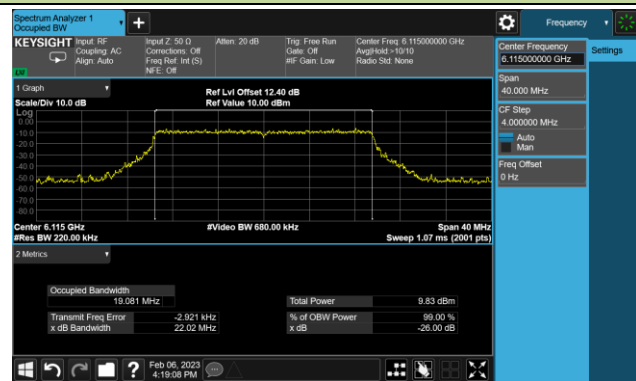 Spectrum Analyzer 1
Occupied BW
Frequency
KEYSIGHT
Input: RF
Coupling: AC
Align: Auto
Input Z: 50 Ω
Corrections: Off
Freq Ref: Int (S)
NFE: Off
Atten: 20 dB
Trig: Free Run
Gate: Off
#IF Gain: Low
Center Freq: 6.115000000 GHz
Avg|Hold:>10/10
Radio Std: None
LV
Center Frequency
6.115000000 GHz
Settings
Span
40.000 MHz
CF Step
4.000000 MHz
Auto
Man
Freq Offset
0 Hz
1 Graph
Scale/Div 10.0 dB
Ref Lvl Offset 12.40 dB
Ref Value 10.00 dBm
Log
0.00
-10.0
-20.0
-30.0
-40.0
-50.0
-60.0
-70.0
-80.0
Center 6.115 GHz
#Res BW 220.00 kHz
#Video BW 680.00 kHz
Span 40 MHz
Sweep 1.07 ms (2001 pts)
2 Metrics
Occupied Bandwidth
19.081 MHz
Total Power 9.83 dBm
Transmit Freq Error -2.921 kHz
% of OBW Power 99.00 %
x dB Bandwidth 22.02 MHz
x dB -26.00 dB
Feb 06, 2023
4:19:08 PM